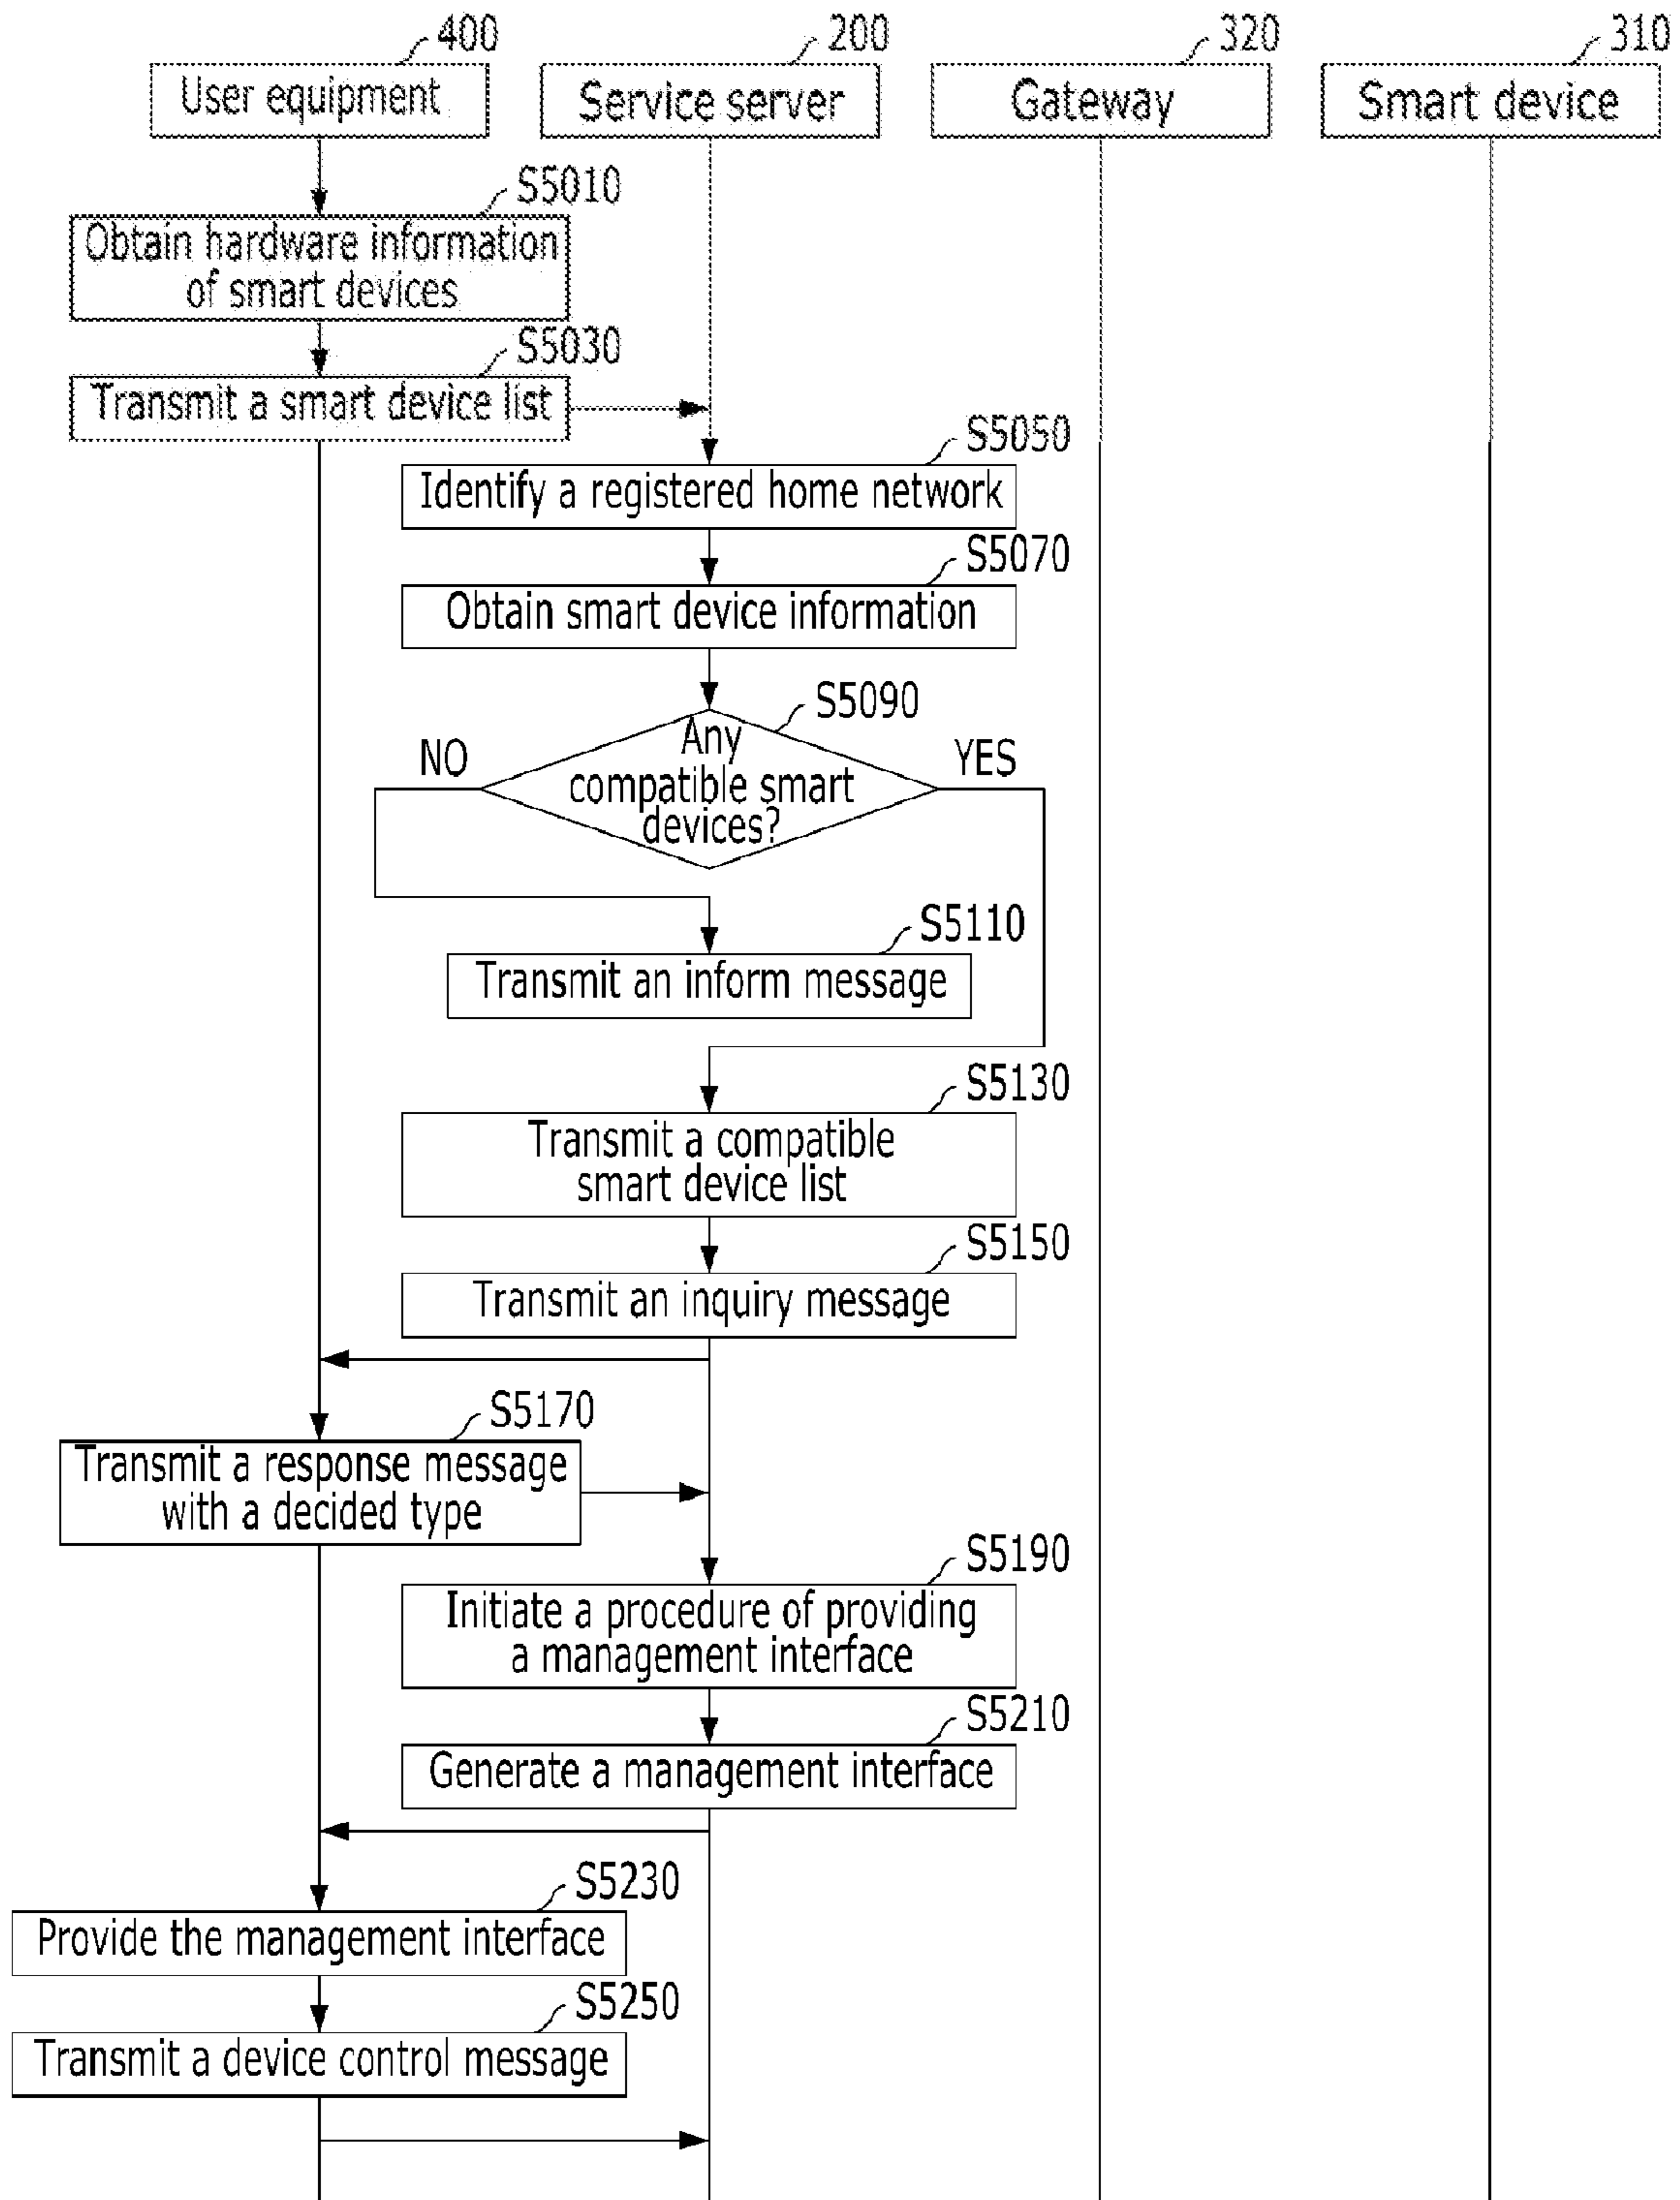 400
200
320
310
User equipment
Service server
Gateway
Smart device
S5010
Obtain hardware information
of smart devices
S5030
Transmit a smart device list
S5050
Identify a registered home network
S5070
Obtain smart device information
S5090
Any
compatible smart
devices?
NO
YES
S5110
Transmit an inform message
S5130
Transmit a compatible
smart device list
S5150
Transmit an inquiry message
S5170
Transmit a response message
with a decided type
S5190
Initiate a procedure of providing
a management interface
S5210
Generate a management interface
S5230
Provide the management interface
S5250
Transmit a device control message